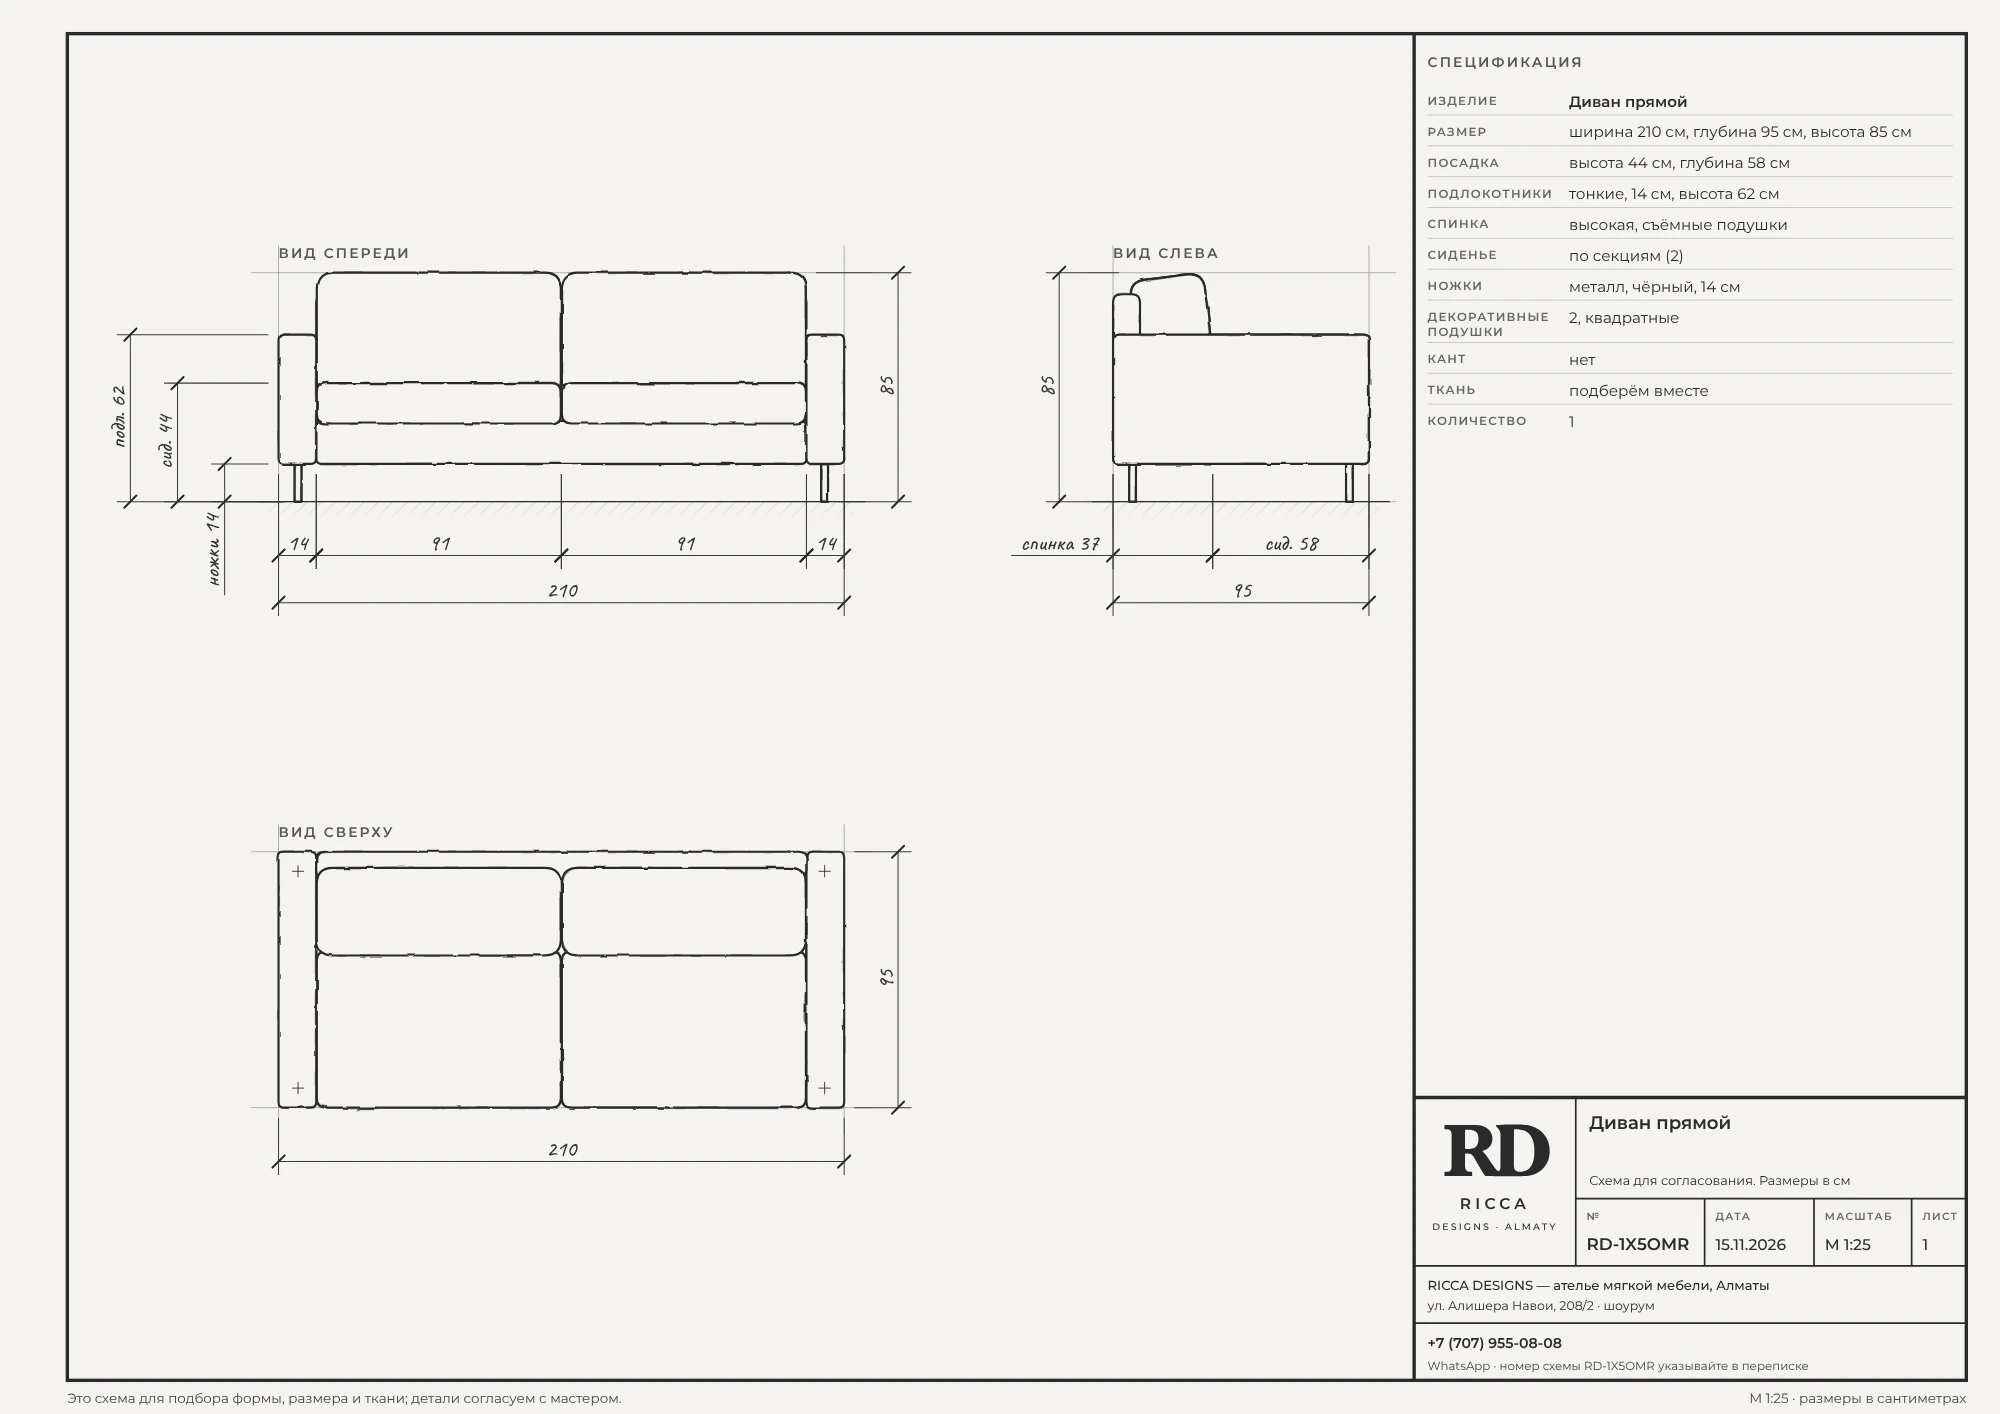 ВИД СПЕРЕДИ
подл. 62
сид. 44
ножки 14
85
14
91
91
14
210
ВИД СЛЕВА
85
спинка 37
сид. 58
95
ВИД СВЕРХУ
95
210
СПЕЦИФИКАЦИЯ
ИЗДЕЛИЕ Диван прямой
РАЗМЕР ширина 210 см, глубина 95 см, высота 85 см
ПОСАДКА высота 44 см, глубина 58 см
ПОДЛОКОТНИКИ тонкие, 14 см, высота 62 см
СПИНКА высокая, съёмные подушки
СИДЕНЬЕ по секциям (2)
НОЖКИ металл, чёрный, 14 см
ДЕКОРАТИВНЫЕ 2, квадратные
ПОДУШКИ
КАНТ нет
ТКАНЬ подберём вместе
КОЛИЧЕСТВО 1
RD
RICCA
DESIGNS · ALMATY
Диван прямой
Схема для согласования. Размеры в см
№ ДАТА МАСШТАБ ЛИСТ
RD-1X5OMR 15.11.2026 М 1:25 1
RICCA DESIGNS — ателье мягкой мебели, Алматы
ул. Алишера Навои, 208/2 · шоурум
+7 (707) 955-08-08
WhatsApp · номер схемы RD-1X5OMR указывайте в переписке
Это схема для подбора формы, размера и ткани; детали согласуем с мастером.
М 1:25 · размеры в сантиметрах